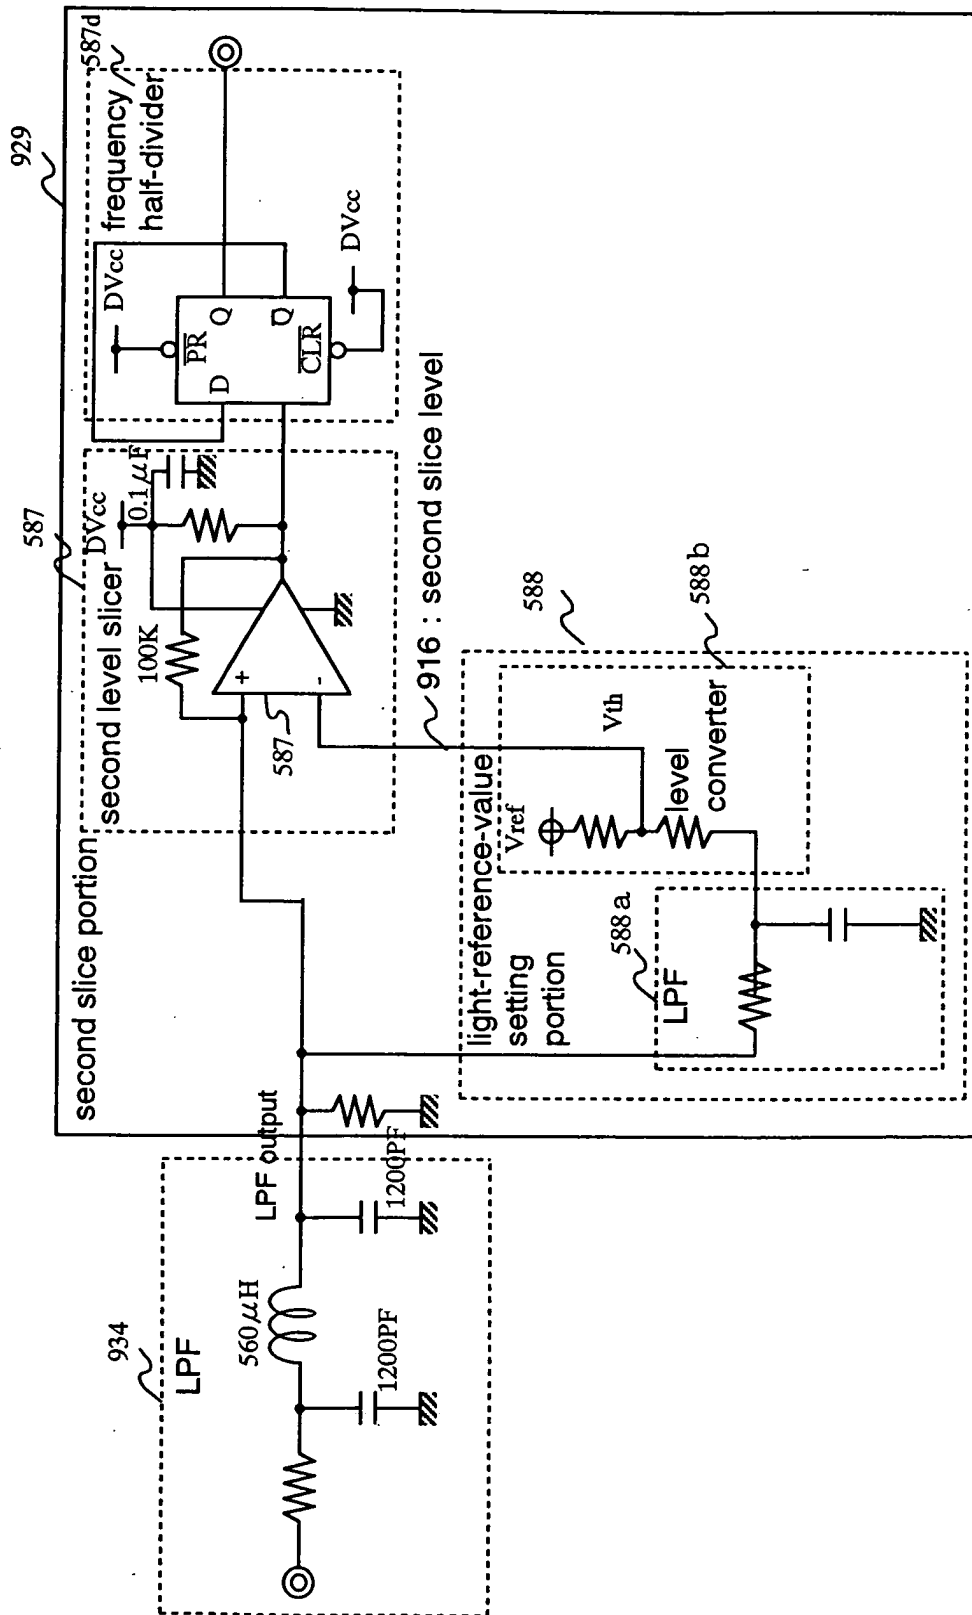 929
second slice portion
587
second level slicer
DVcc
0.1μF
100K
+
-
587
587d
frequency
half-divider
DVcc
PR
D
Q
Q
CLR
DVcc
916 : second slice level
934
LPF
560μH
1200PF
1200PF
LPF output
588
light-reference-value
setting
portion
588a
LPF
588b
Vref
Vth
level
converter